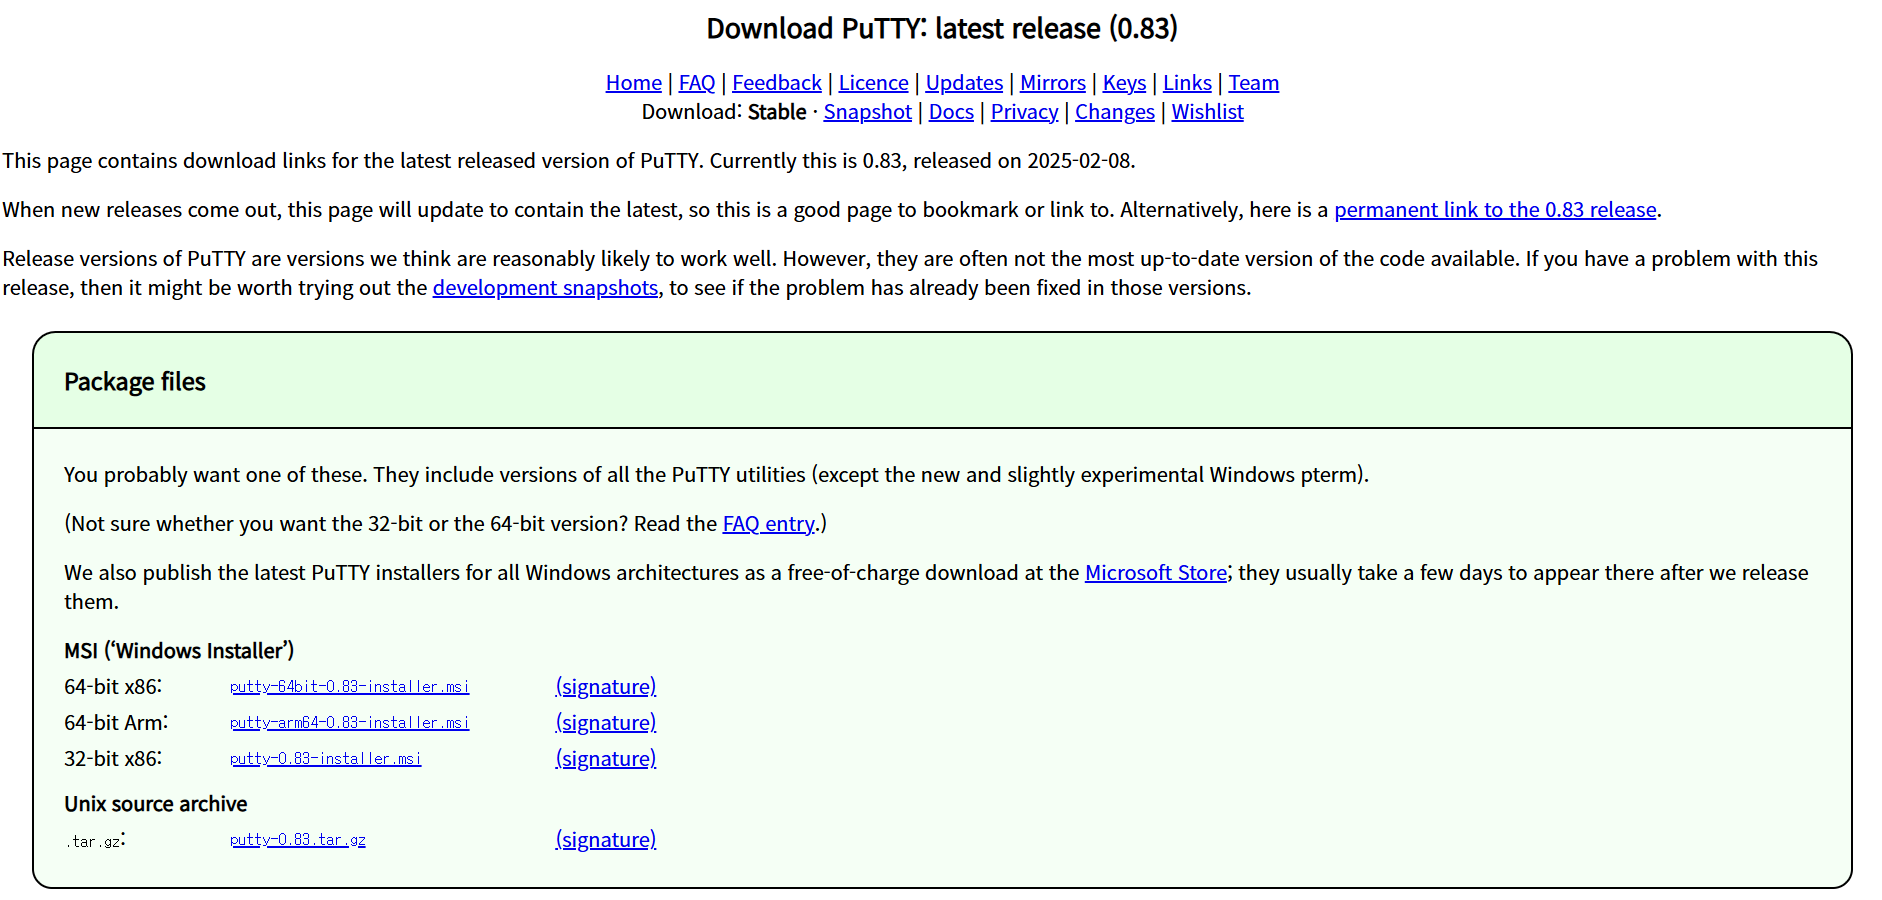 Download PuTTY: latest release (0.83)
Home | FAQ | Feedback | Licence | Updates | Mirrors | Keys | Links | Team
Download: Stable · Snapshot | Docs | Privacy | Changes | Wishlist
This page contains download links for the latest released version of PuTTY. Currently this is 0.83, released on 2025-02-08.
When new releases come out, this page will update to contain the latest, so this is a good page to bookmark or link to. Alternatively, here is a permanent link to the 0.83 release.
Release versions of PuTTY are versions we think are reasonably likely to work well. However, they are often not the most up-to-date version of the code available. If you have a problem with this
release, then it might be worth trying out the development snapshots, to see if the problem has already been fixed in those versions.
Package files
You probably want one of these. They include versions of all the PuTTY utilities (except the new and slightly experimental Windows pterm).
(Not sure whether you want the 32-bit or the 64-bit version? Read the FAQ entry.)
We also publish the latest PuTTY installers for all Windows architectures as a free-of-charge download at the Microsoft Store; they usually take a few days to appear there after we release
them.
MSI (‘Windows Installer’)
64-bit x86: putty-64bit-0.83-installer.msi (signature)
64-bit Arm: putty-arm64-0.83-installer.msi (signature)
32-bit x86: putty-0.83-installer.msi (signature)
Unix source archive
.tar.gz: putty-0.83.tar.gz (signature)